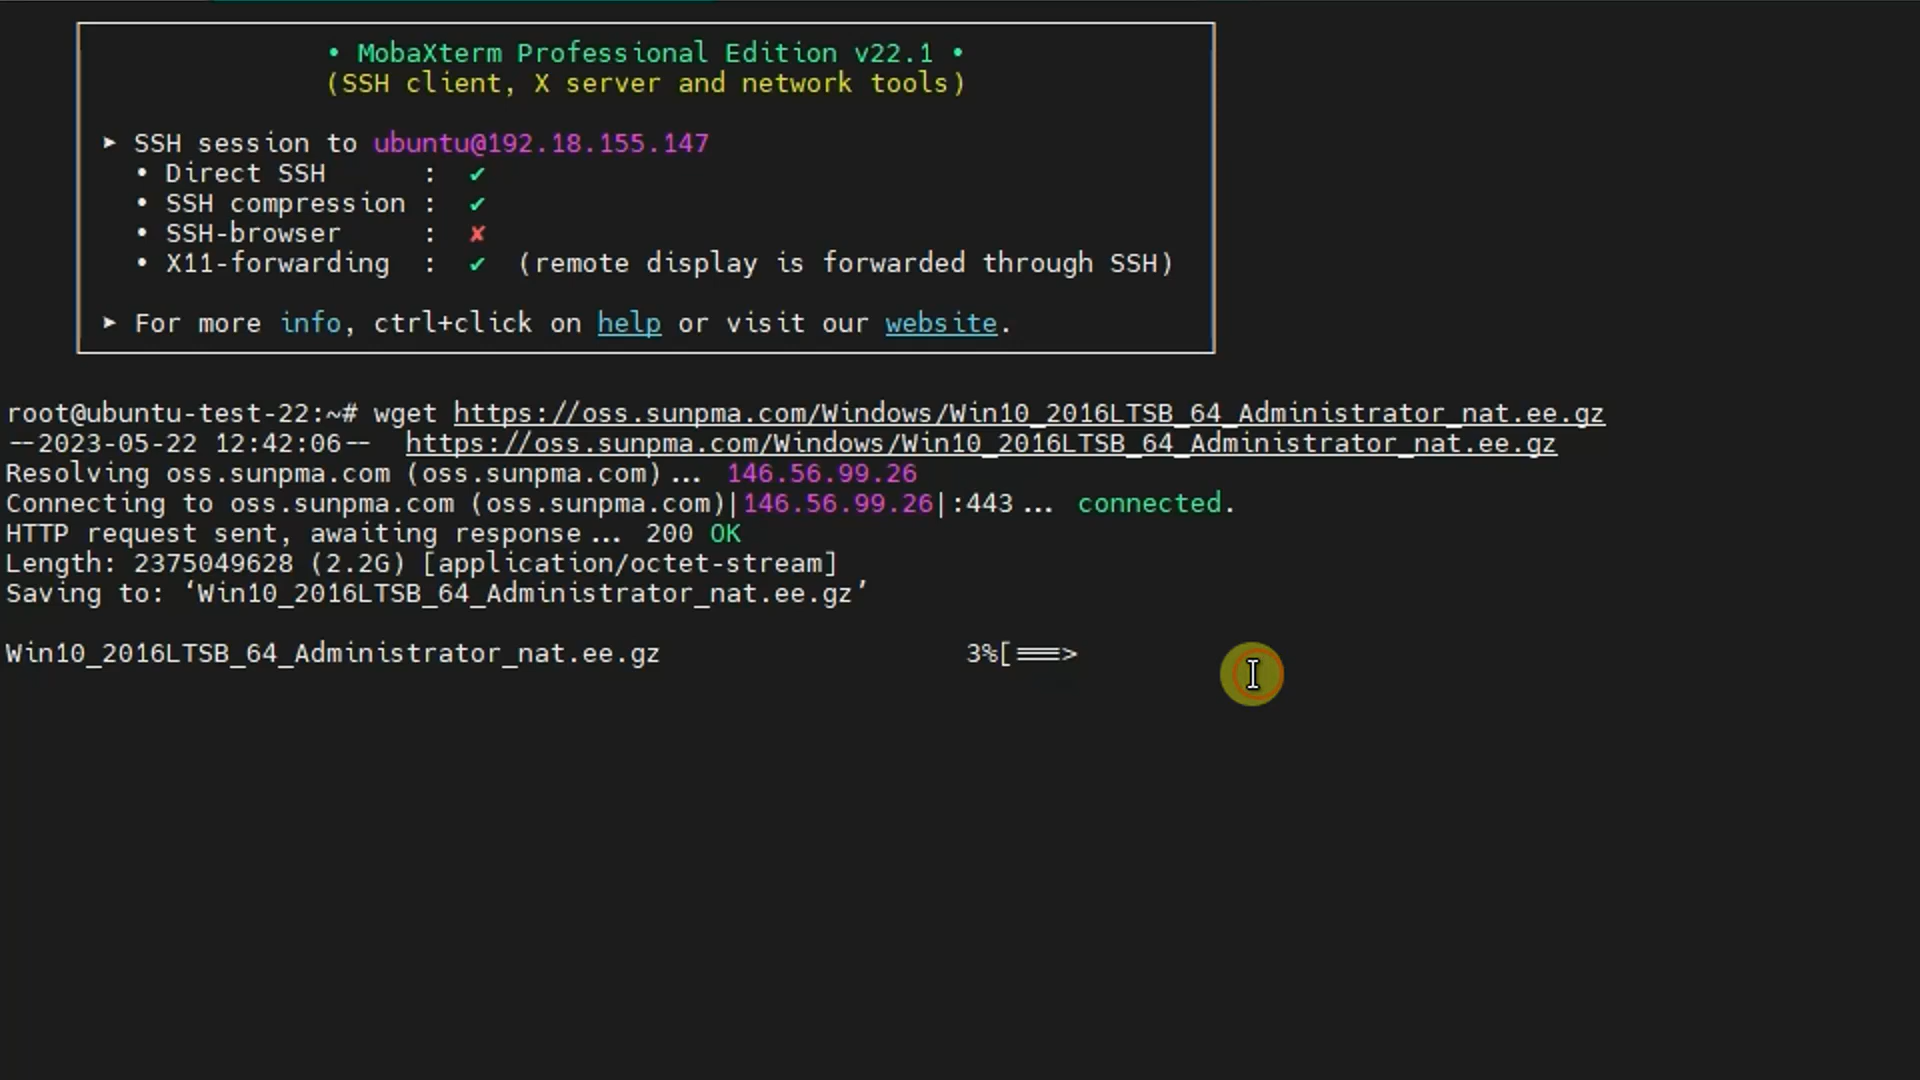 • MobaXterm Professional Edition v22.1 •
(SSH client, X server and network tools)
➤ SSH session to ubuntu@192.18.155.147
• Direct SSH : ✔
• SSH compression : ✔
• SSH-browser : ✘
• X11-forwarding : ✔ (remote display is forwarded through SSH)
➤ For more info, ctrl+click on help or visit our website.
root@ubuntu-test-22:~# wget https://oss.sunpma.com/Windows/Win10_2016LTSB_64_Administrator_nat.ee.gz
--2023-05-22 12:42:06-- https://oss.sunpma.com/Windows/Win10_2016LTSB_64_Administrator_nat.ee.gz
Resolving oss.sunpma.com (oss.sunpma.com)... 146.56.99.26
Connecting to oss.sunpma.com (oss.sunpma.com)|146.56.99.26|:443... connected.
HTTP request sent, awaiting response... 200 OK
Length: 2375049628 (2.2G) [application/octet-stream]
Saving to: ‘Win10_2016LTSB_64_Administrator_nat.ee.gz’
Win10_2016LTSB_64_Administrator_nat.ee.gz 3%[===>